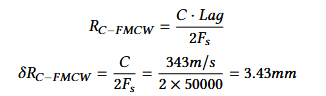 R_{C-FMCW} = \frac{C \cdot Lag}{2F_s}
\delta R_{C-FMCW} = \frac{C}{2F_s} = \frac{343m/s}{2 \times 50000} = 3.43mm